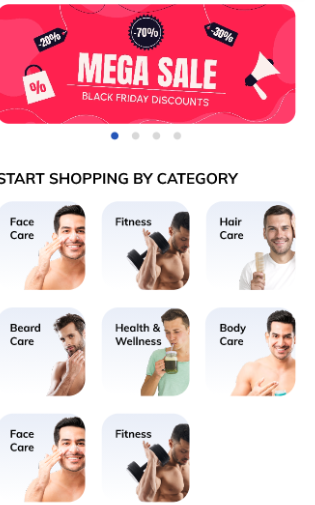 -28%
-70%
-30%
%
MEGA SALE
BLACK FRIDAY DISCOUNTS
START SHOPPING BY CATEGORY
Face
Care
Fitness
Hair
Care
Beard
Care
Health &
Wellness
Body
Care
Face
Care
Fitness